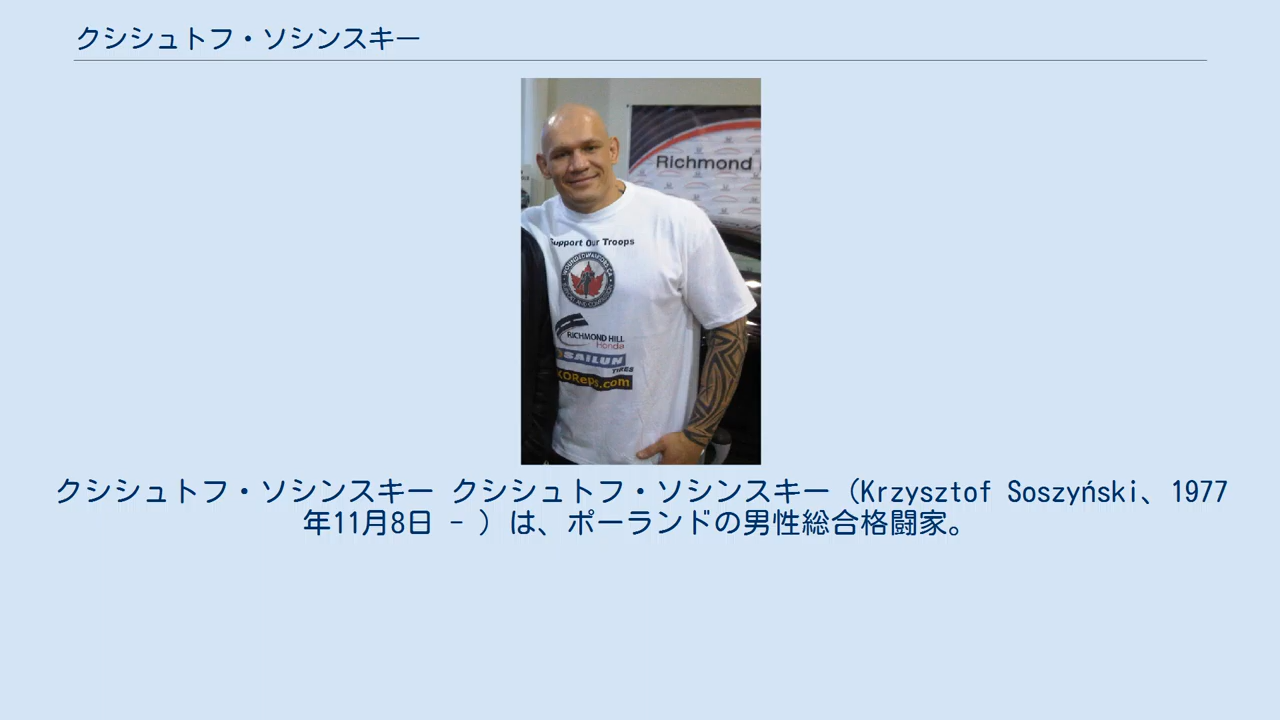 クシシュトフ・ソシンスキー
Richmond
Support Our Troops
RICHMOND HILL
Honda
SAILUN
TIRES
クシシュトフ・ソシンスキー クシシュトフ・ソシンスキー（Krzysztof Soszyński、1977
年11月8日 - ）は、ポーランドの男性総合格闘家。